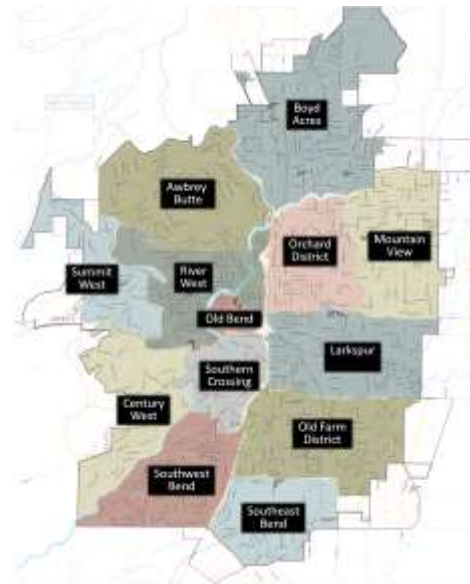 Boyd
Acres
Awbrey
Butte
Orchard
District
Mountain
View
Summit
West
River
West
Old Bend
Larkspur
Southern
Crossing
Century
West
Old Farm
District
Southwest
Bend
Southeast
Bend